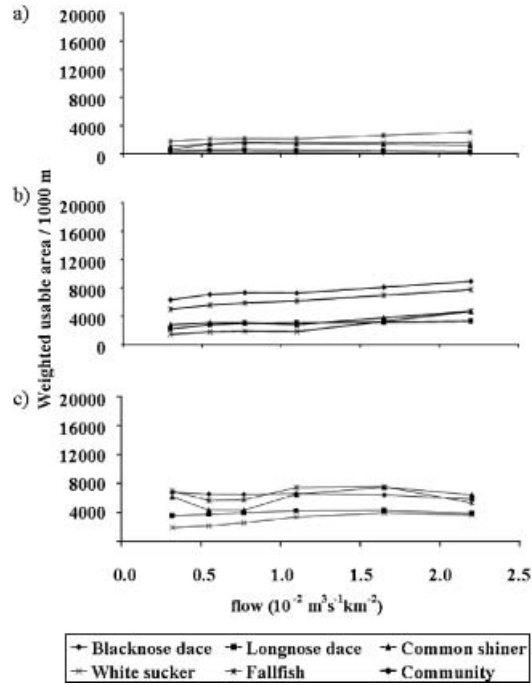 a)
20000
16000
12000
8000
4000
0
b)
20000
16000
12000
8000
4000
0
Weighted usable area / 1000 m
c)
20000
16000
12000
8000
4000
0.0 0.5 1.0 1.5 2.0 2.5
flow (10⁻² m³s⁻¹km⁻²)
Blacknose dace Longnose dace Common shiner
White sucker Fallfish Community